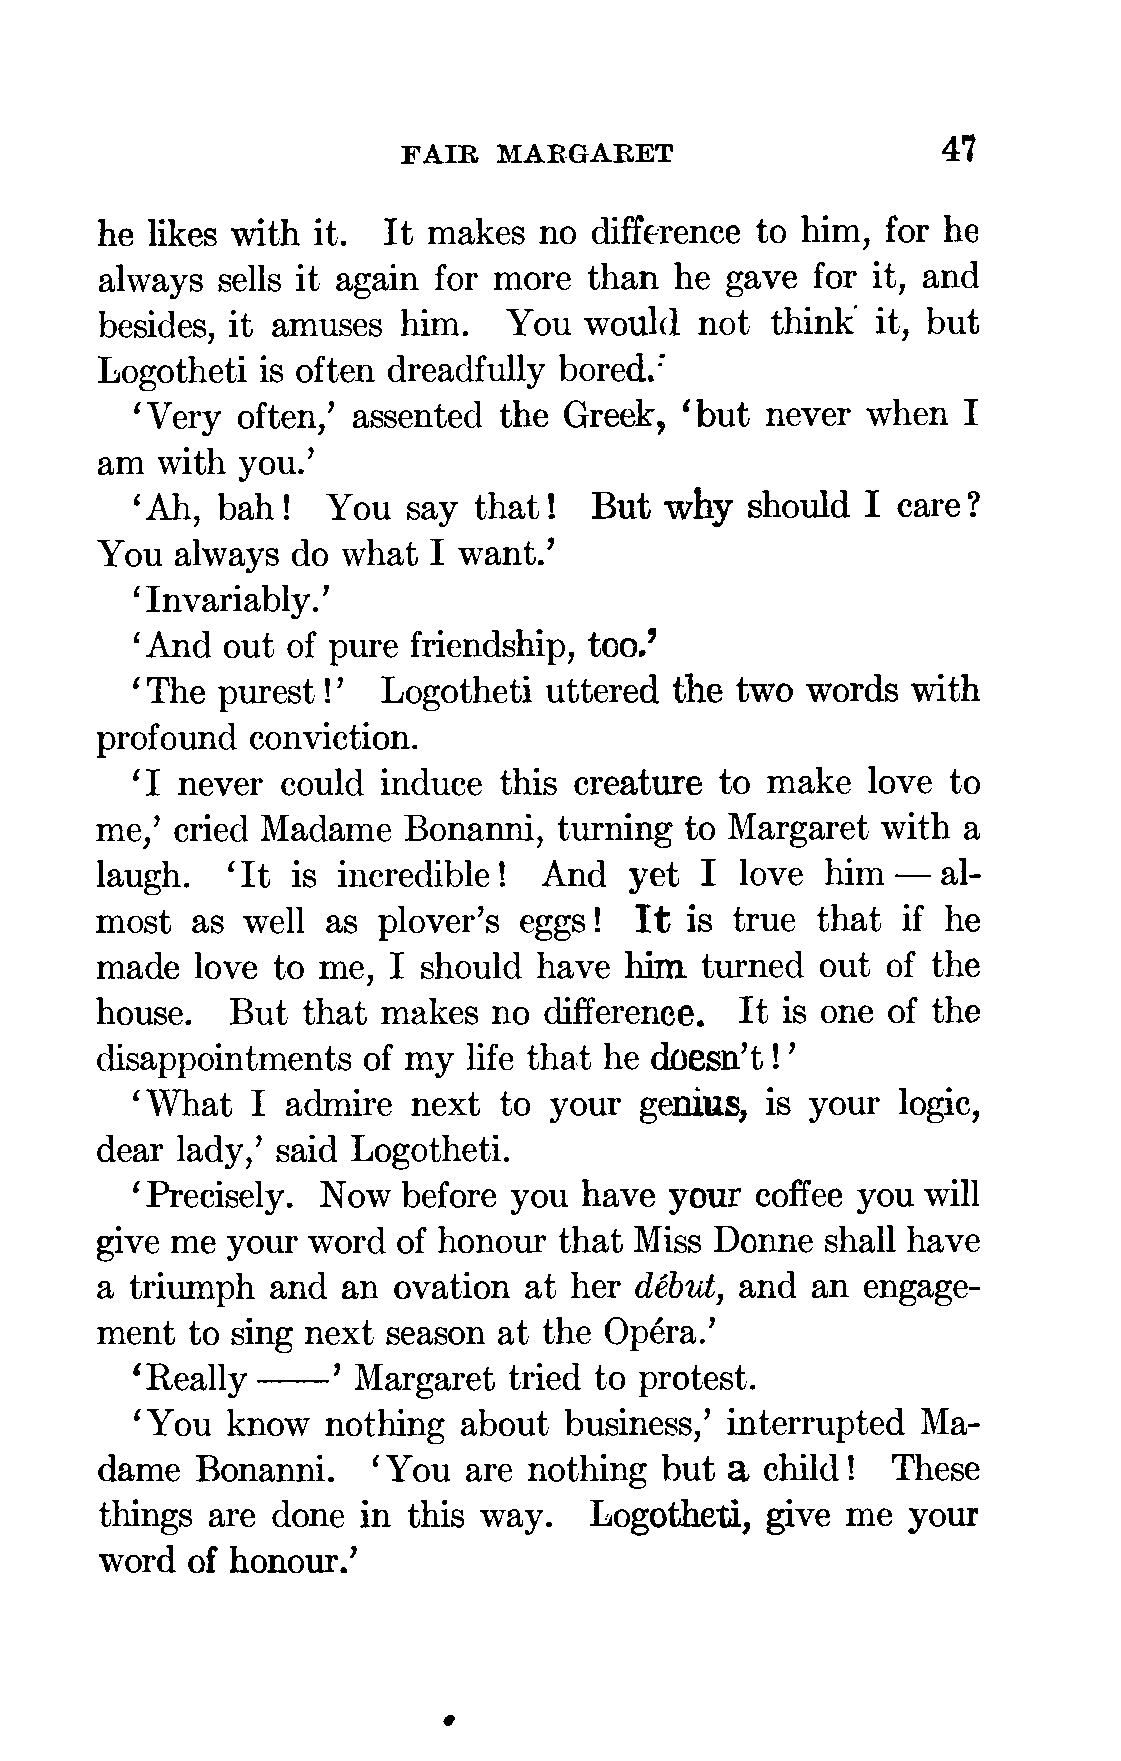 FAIR MARGARET 47
he likes with it. It makes no difference to him, for he
always sells it again for more than he gave for it, and
besides, it amuses him. You would not think it, but
Logotheti is often dreadfully bored.'
'Very often,' assented the Greek, 'but never when I
am with you.'
'Ah, bah! You say that! But why should I care?
You always do what I want.'
'Invariably.'
'And out of pure friendship, too.'
'The purest!' Logotheti uttered the two words with
profound conviction.
'I never could induce this creature to make love to
me,' cried Madame Bonanni, turning to Margaret with a
laugh. 'It is incredible! And yet I love him — al-
most as well as plover's eggs! It is true that if he
made love to me, I should have him turned out of the
house. But that makes no difference. It is one of the
disappointments of my life that he doesn't!'
'What I admire next to your genius, is your logic,
dear lady,' said Logotheti.
'Precisely. Now before you have your coffee you will
give me your word of honour that Miss Donne shall have
a triumph and an ovation at her début, and an engage-
ment to sing next season at the Opéra.'
'Really ——' Margaret tried to protest.
'You know nothing about business,' interrupted Ma-
dame Bonanni. 'You are nothing but a child! These
things are done in this way. Logotheti, give me your
word of honour.'